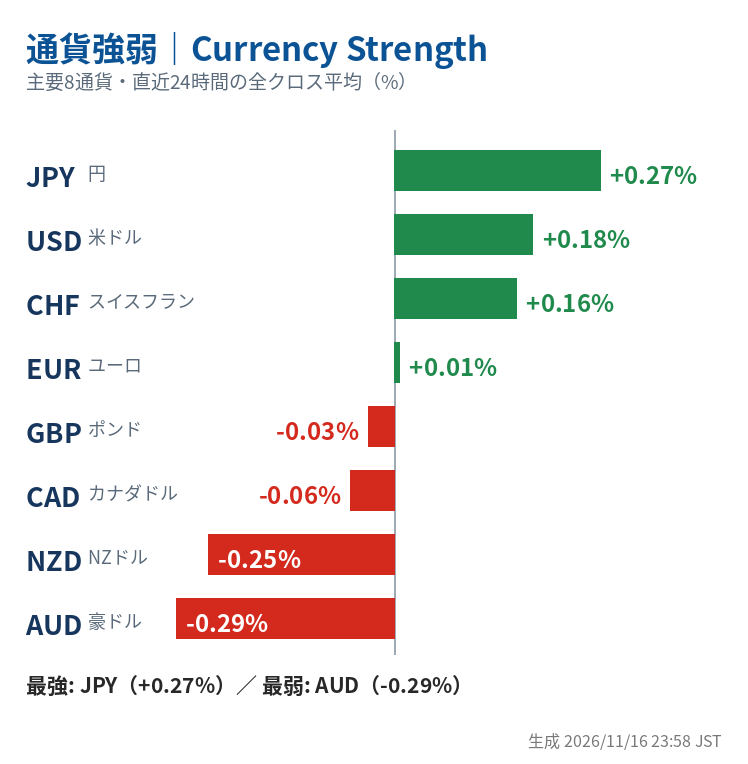 通貨強弱｜Currency Strength
主要8通貨・直近24時間の全クロス平均（%）
JPY 円 +0.27%
USD 米ドル +0.18%
CHF スイスフラン +0.16%
EUR ユーロ +0.01%
GBP ポンド -0.03%
CAD カナダドル -0.06%
NZD NZドル -0.25%
AUD 豪ドル -0.29%
最強: JPY（+0.27%）／ 最弱: AUD（-0.29%）
生成 2026/11/16 23:58 JST